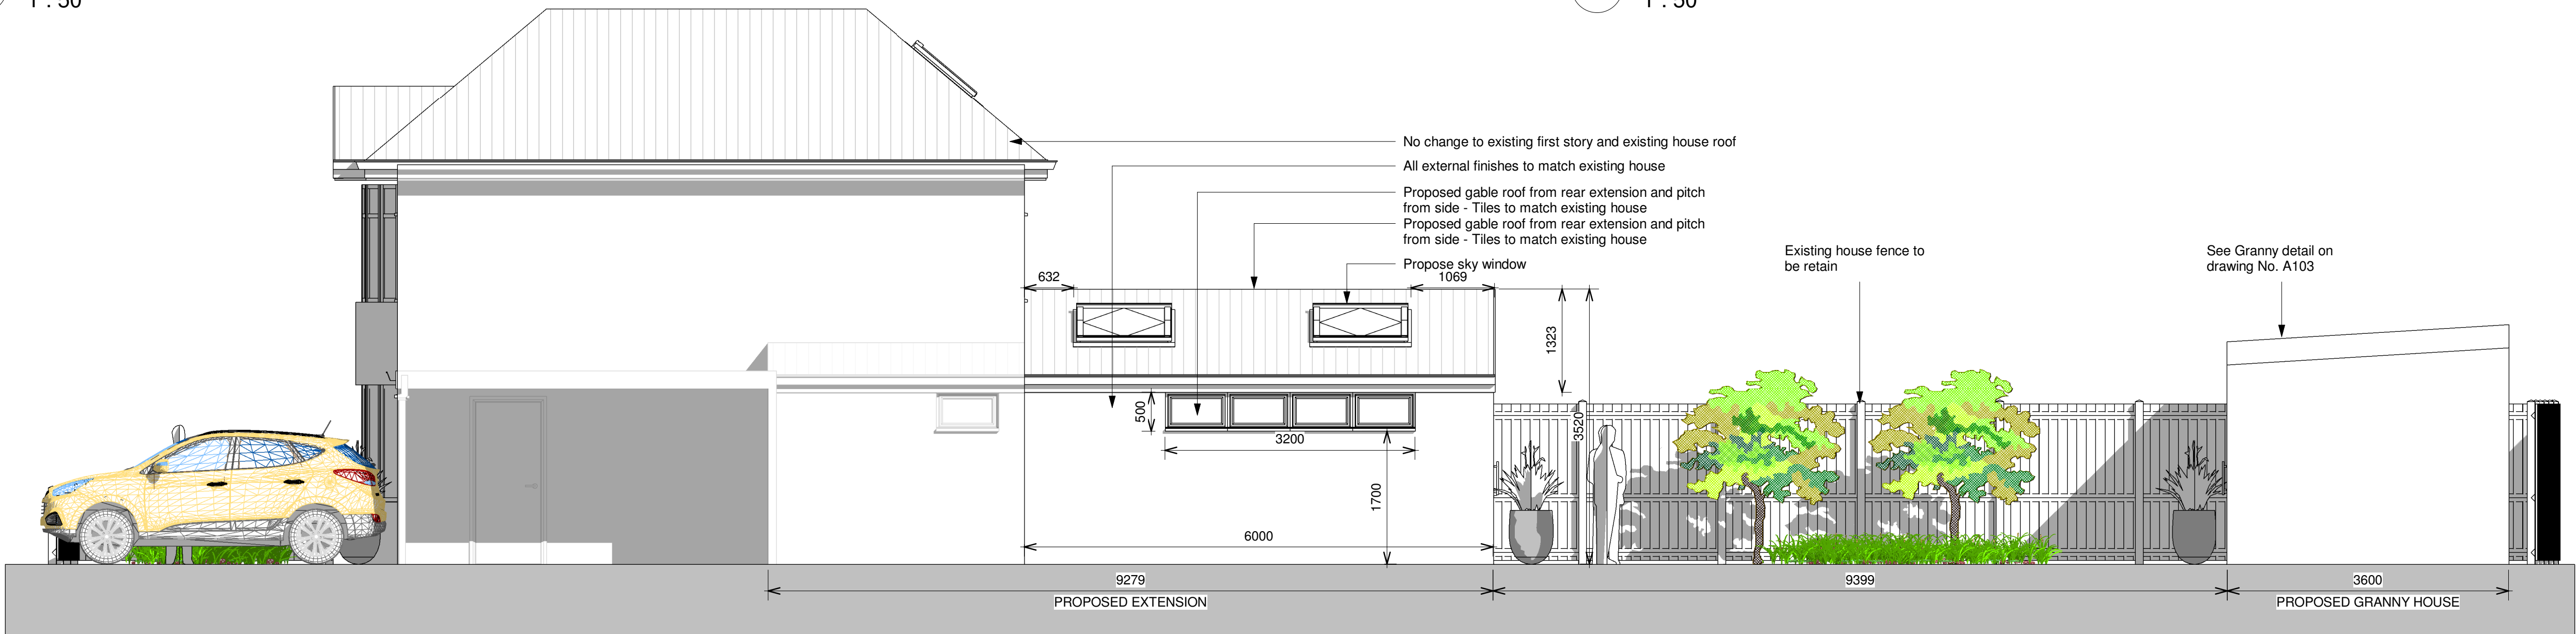 1 : 50
1 : 50
No change to existing first story and existing house roof
All external finishes to match existing house
Proposed gable roof from rear extension and pitch
from side - Tiles to match existing house
Proposed gable roof from rear extension and pitch
from side - Tiles to match existing house
Propose sky window
Existing house fence to
be retain
See Granny detail on
drawing No. A103
632
1069
1323
500
3520
3200
1700
6000
9279
9399
3600
PROPOSED EXTENSION
PROPOSED GRANNY HOUSE